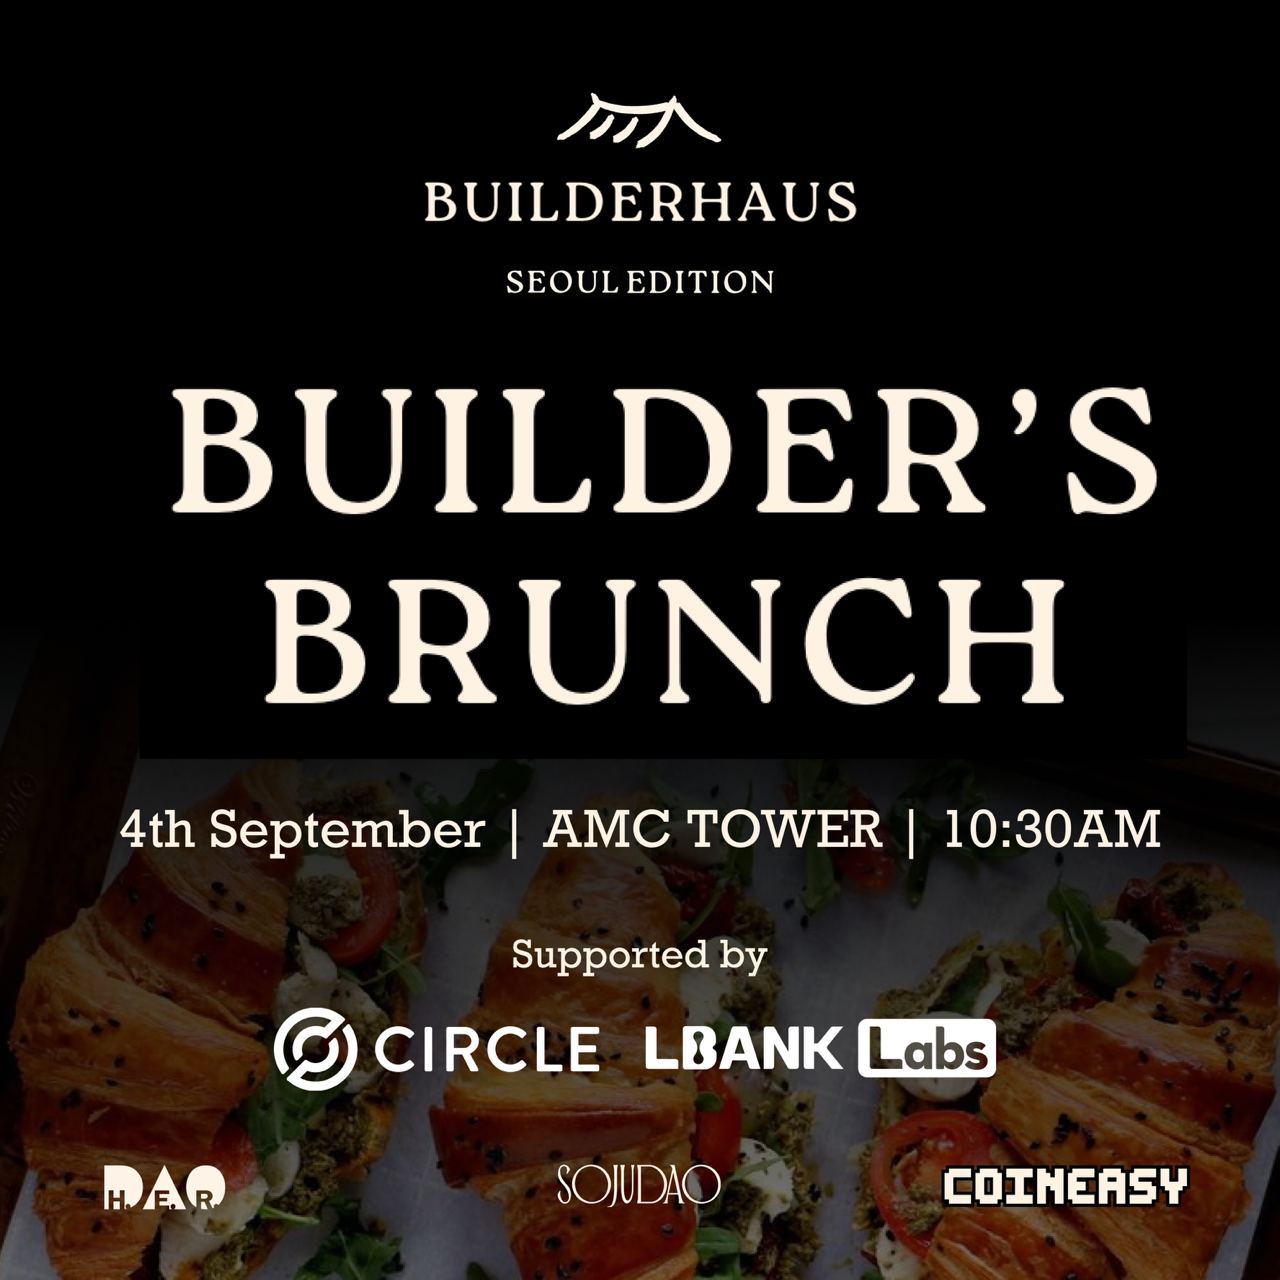 BUILDERHAUS
SEOUL EDITION
BUILDER’S
BRUNCH
4th September | AMC TOWER | 10:30AM
Supported by
CIRCLE LBANK Labs
H.E.R. DAO SOJUDAO COINEASY